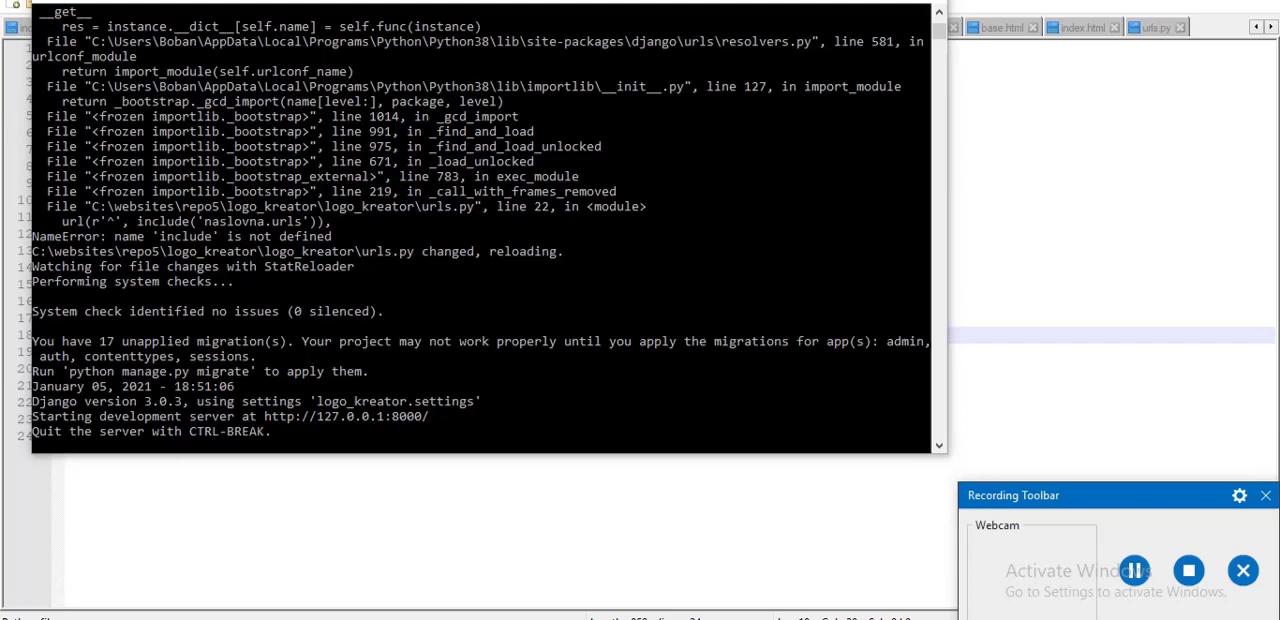 __get__
res = instance.__dict__[self.name] = self.func(instance)
File "C:\Users\Boban\AppData\Local\Programs\Python\Python38\lib\site-packages\django\urls\resolvers.py", line 581, in
urlconf_module
return import_module(self.urlconf_name)
File "C:\Users\Boban\AppData\Local\Programs\Python\Python38\lib\importlib\__init__.py", line 127, in import_module
return _bootstrap._gcd_import(name[level:], package, level)
File "<frozen importlib._bootstrap>", line 1014, in _gcd_import
File "<frozen importlib._bootstrap>", line 991, in _find_and_load
File "<frozen importlib._bootstrap>", line 975, in _find_and_load_unlocked
File "<frozen importlib._bootstrap>", line 671, in _load_unlocked
File "<frozen importlib._bootstrap_external>", line 783, in exec_module
File "<frozen importlib._bootstrap>", line 219, in _call_with_frames_removed
File "C:\websites\repo5\logo_kreator\logo_kreator\urls.py", line 22, in <module>
url(r'^', include('naslovna.urls')),
NameError: name 'include' is not defined
C:\websites\repo5\logo_kreator\logo_kreator\urls.py changed, reloading.
Watching for file changes with StatReloader
Performing system checks...
System check identified no issues (0 silenced).
You have 17 unapplied migration(s). Your project may not work properly until you apply the migrations for app(s): admin,
auth, contenttypes, sessions.
Run 'python manage.py migrate' to apply them.
January 05, 2021 - 18:51:06
Django version 3.0.3, using settings 'logo_kreator.settings'
Starting development server at http://127.0.0.1:8000/
Quit the server with CTRL-BREAK.
base.html
index.html
urls.py
Recording Toolbar
Webcam
Activate Windows
Go to Settings to activate Windows.